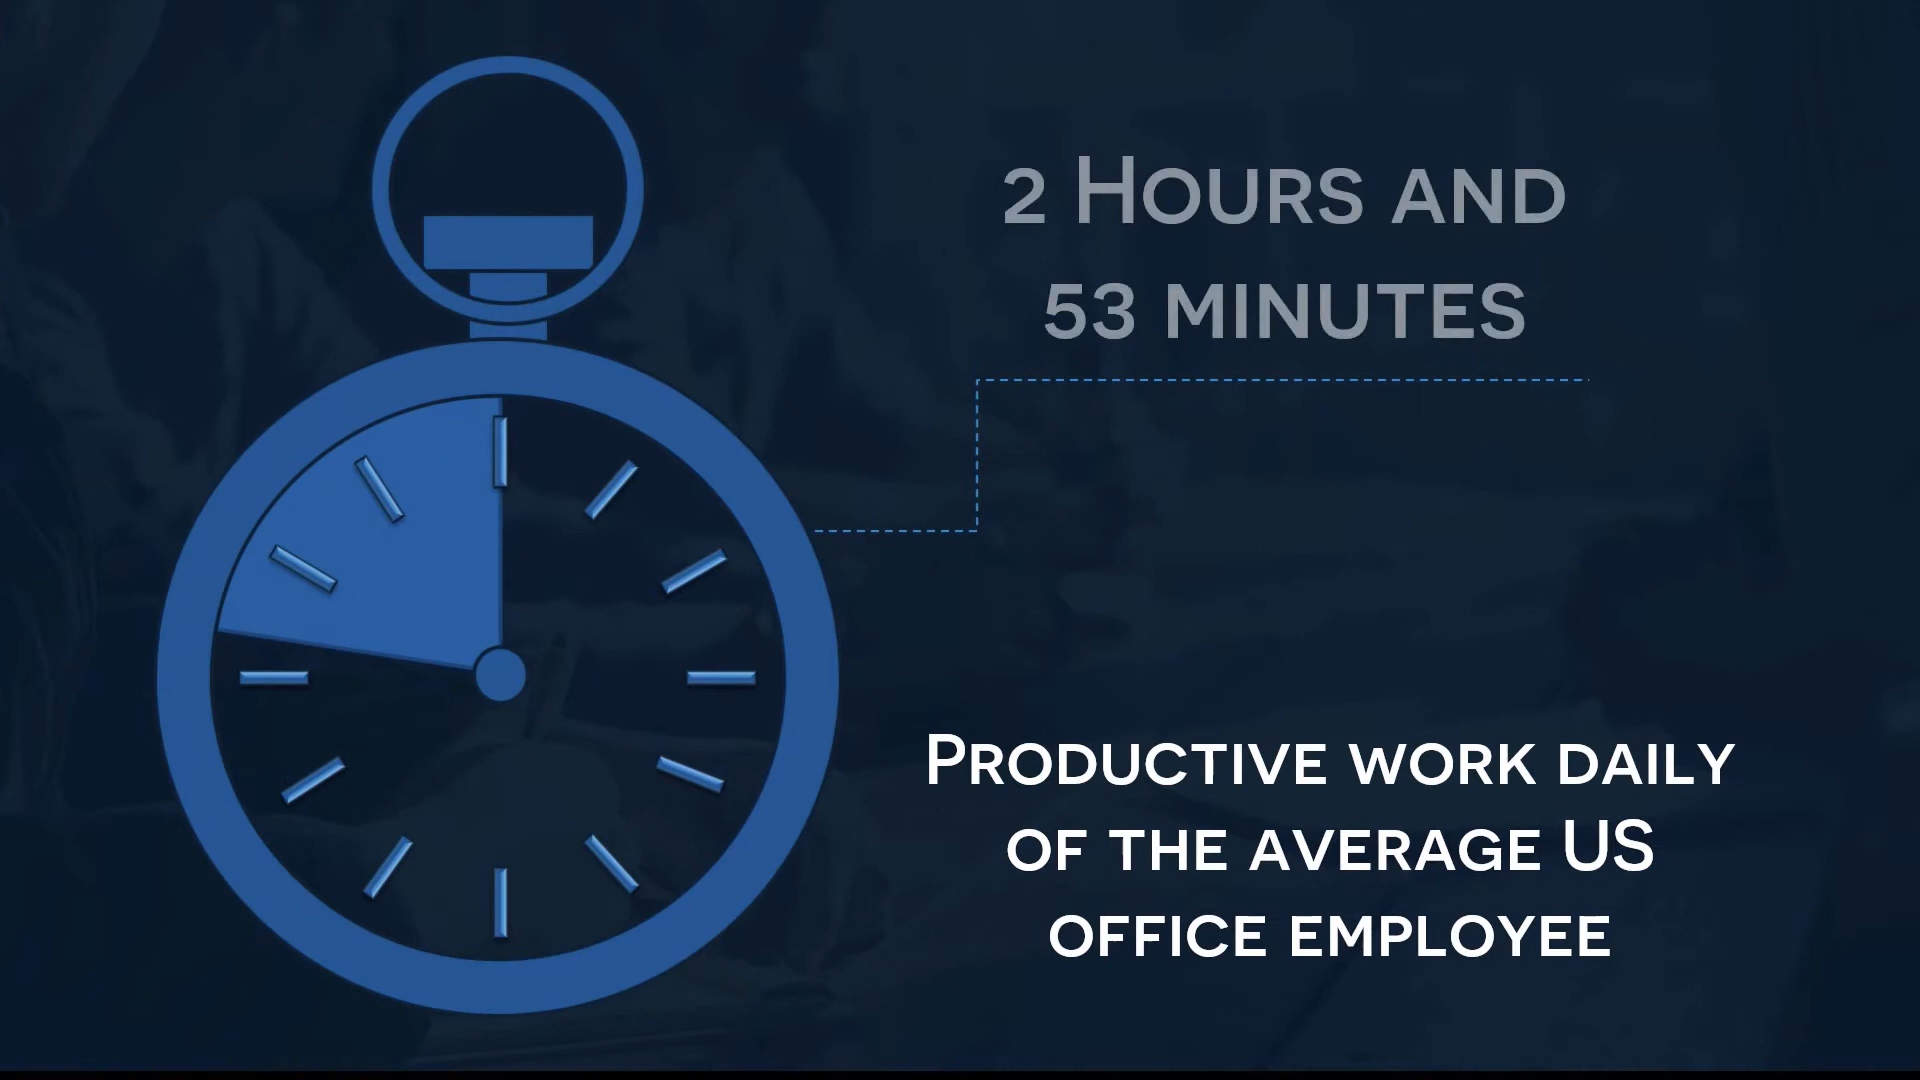 2 Hours and
53 minutes
Productive work daily
of the average US
office employee